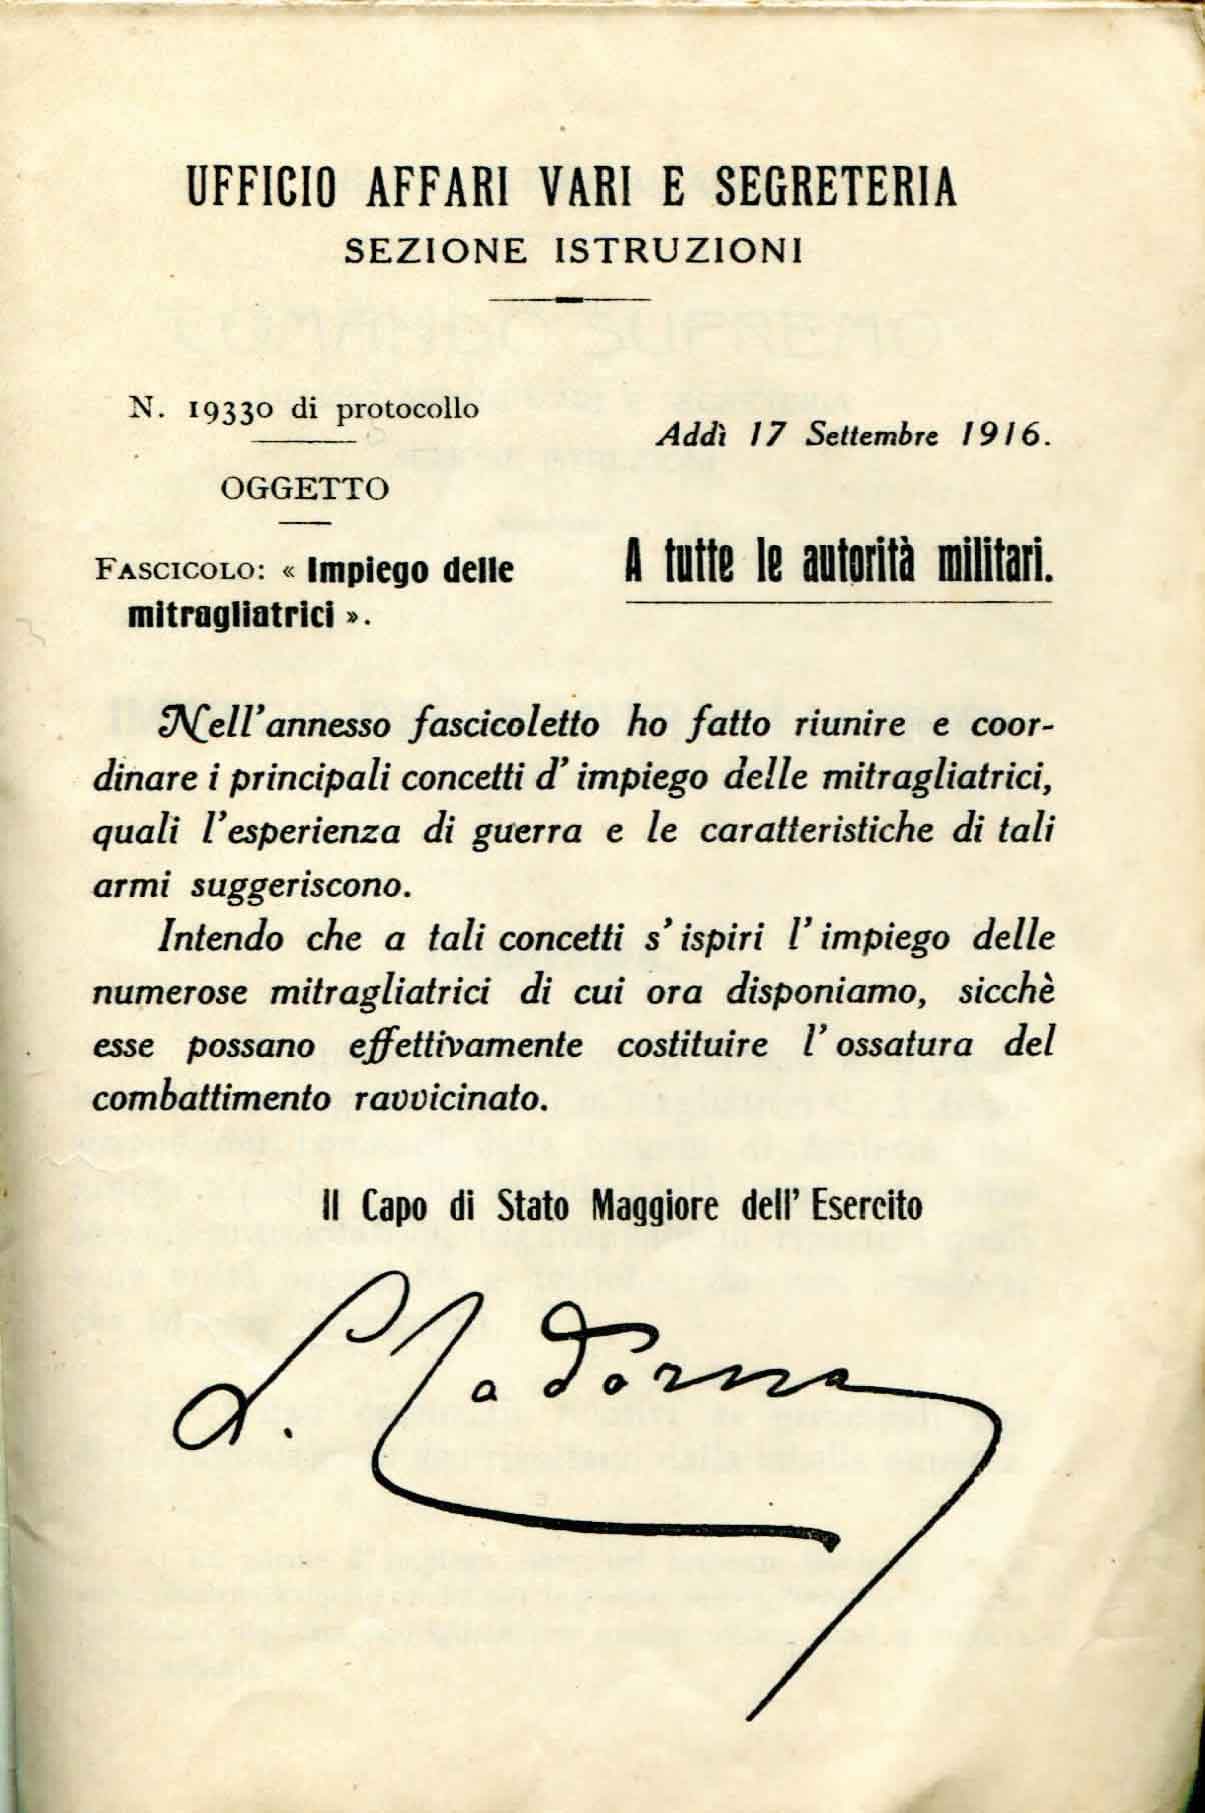 UFFICIO AFFARI VARI E SEGRETERIA
SEZIONE ISTRUZIONI
N. 19330 di protocollo
Addì 17 Settembre 1916.
OGGETTO
FASCICOLO: « Impiego delle
mitragliatrici ».
A tutte le autorità militari.
Nell'annesso fascicoletto ho fatto riunire e coor-
dinare i principali concetti d' impiego delle mitragliatrici,
quali l'esperienza di guerra e le caratteristiche di tali
armi suggeriscono.
Intendo che a tali concetti s' ispiri l' impiego delle
numerose mitragliatrici di cui ora disponiamo, sicchè
esse possano effettivamente costituire l' ossatura del
combattimento ravvicinato.
Il Capo di Stato Maggiore dell' Esercito
L. Cadorna